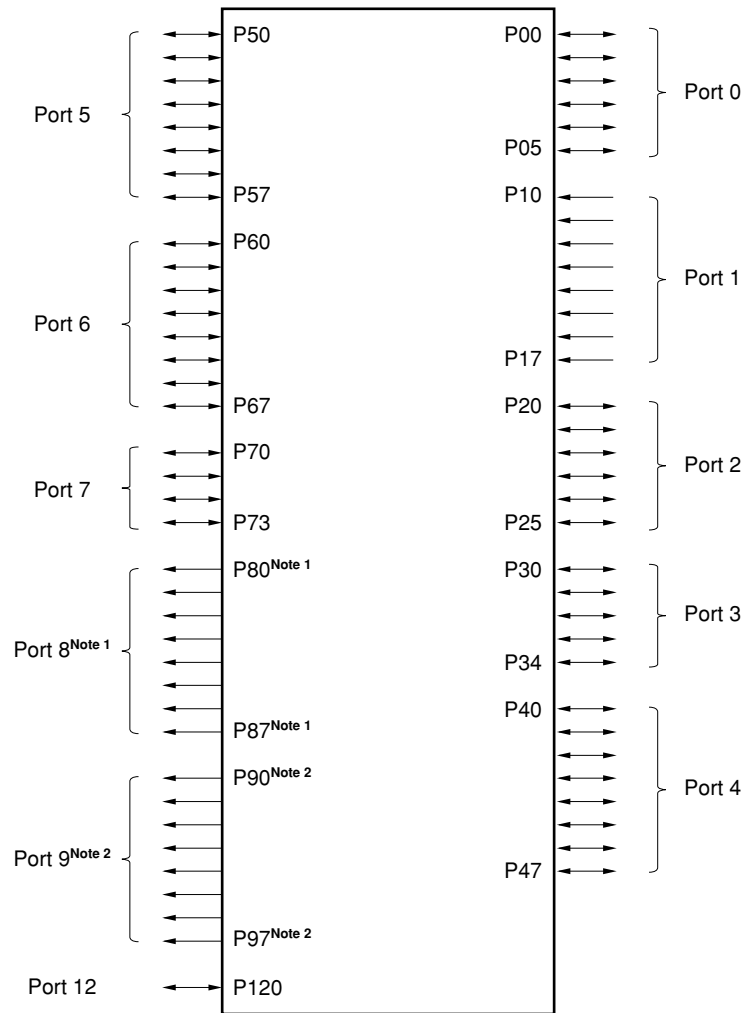 Port 5
P50
P57
Port 6
P60
P67
Port 7
P70
P73
Port 8Note 1
P80Note 1
P87Note 1
Port 9Note 2
P90Note 2
P97Note 2
Port 12
P120
P00
P05
Port 0
P10
P17
Port 1
P20
P25
Port 2
P30
P34
Port 3
P40
P47
Port 4